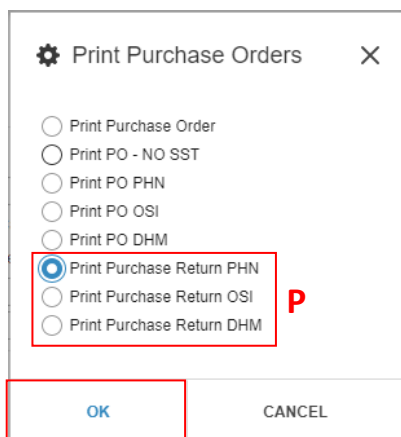 Print Purchase Orders
Print Purchase Order
Print PO - NO SST
Print PO PHN
Print PO OSI
Print PO DHM
Print Purchase Return PHN
Print Purchase Return OSI
Print Purchase Return DHM
P
OK CANCEL